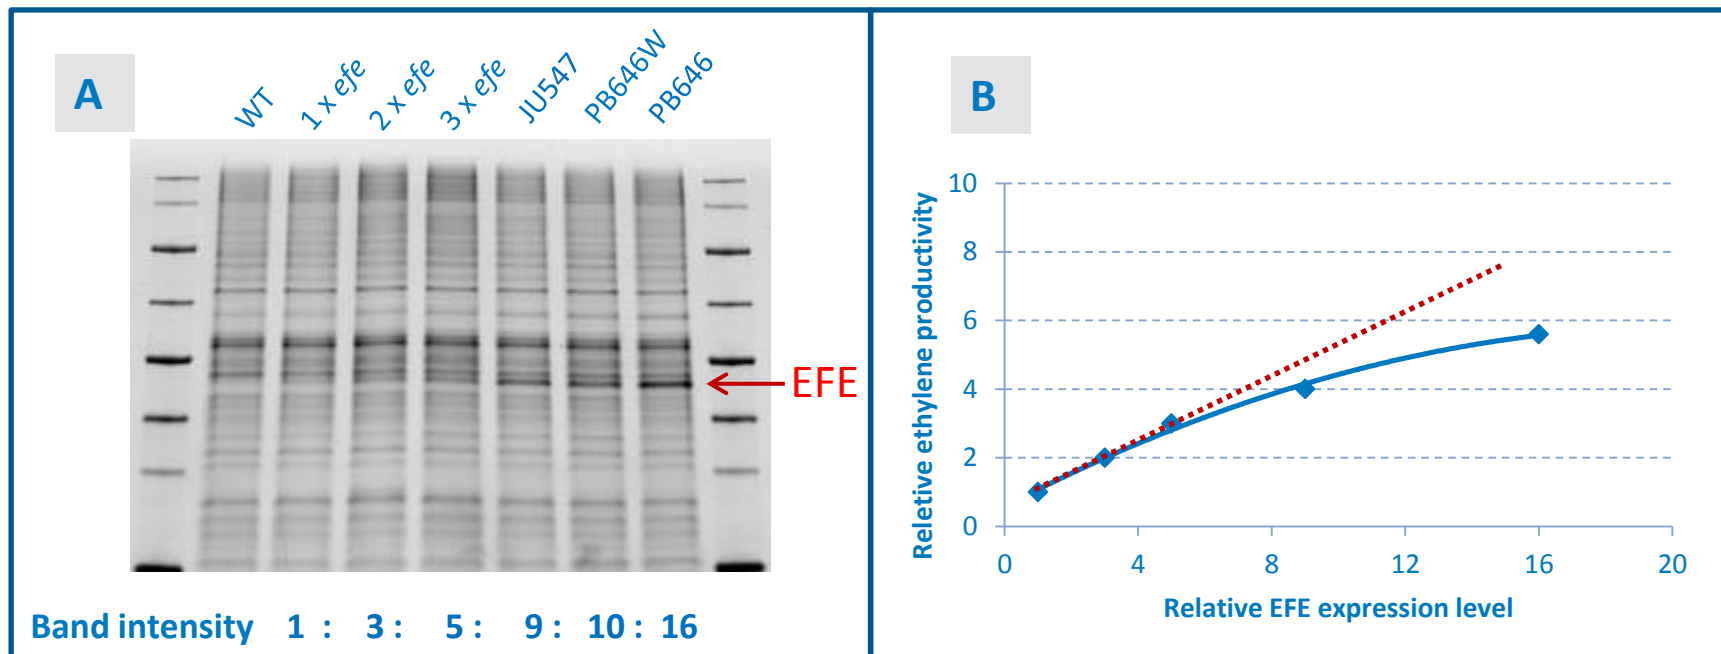 A
WT
1 x efe
2 x efe
3 x efe
JU547
PB646W
PB646
EFE
Band intensity 1 : 3 : 5 : 9 : 10 : 16
B
Reletive ethylene productivity
10
8
6
4
2
0
0 4 8 12 16 20
Relative EFE expression level